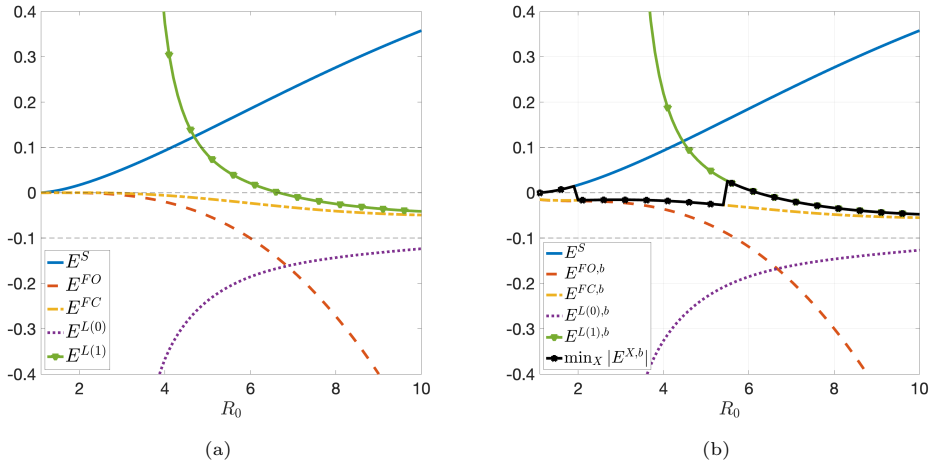 0.4
0.3
0.2
0.1
0
-0.1
-0.2
-0.3
-0.4
2 4 6 8 10
R_0
E^S
E^{FO}
E^{FC}
E^{L(0)}
E^{L(1)}
(a)
0.4
0.3
0.2
0.1
0
-0.1
-0.2
-0.3
-0.4
2 4 6 8 10
R_0
E^S
E^{FO,b}
E^{FC,b}
E^{L(0),b}
E^{L(1),b}
min_X |E^{X,b}|
(b)